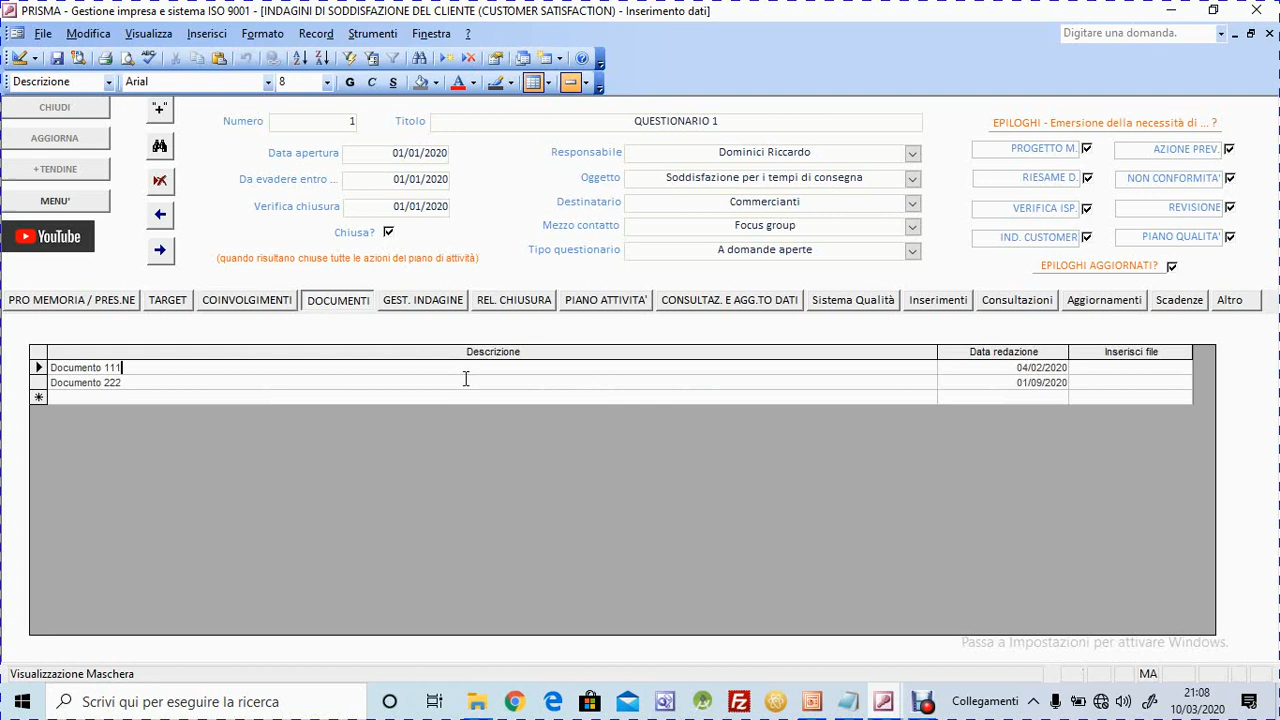 PRISMA - Gestione impresa e sistema ISO 9001 - [INDAGINI DI SODDISFAZIONE DEL CLIENTE (CUSTOMER SATISFACTION) - Inserimento dati]
File Modifica Visualizza Inserisci Formato Record Strumenti Finestra ? Digitare una domanda.
Descrizione Arial 8 G C S A
CHIUDI
AGGIORNA
+ TENDINE
MENU'
YouTube
"+"
Numero 1 Titolo QUESTIONARIO 1
Data apertura 01/01/2020
Da evadere entro ... 01/01/2020
Verifica chiusura 01/01/2020
Chiusa?
(quando risultano chiuse tutte le azioni del piano di attività)
Responsabile Dominici Riccardo
Oggetto Soddisfazione per i tempi di consegna
Destinatario Commercianti
Mezzo contatto Focus group
Tipo questionario A domande aperte
EPILOGHI - Emersione della necessità di ... ?
PROGETTO M. AZIONE PREV.
RIESAME D. NON CONFORMITA'
VERIFICA ISP. REVISIONE
IND. CUSTOMER PIANO QUALITA'
EPILOGHI AGGIORNATI?
PRO MEMORIA / PRES.NE TARGET COINVOLGIMENTI DOCUMENTI GEST. INDAGINE REL. CHIUSURA PIANO ATTIVITA' CONSULTAZ. E AGG.TO DATI Sistema Qualità Inserimenti Consultazioni Aggiornamenti Scadenze Altro
Descrizione Data redazione Inserisci file
Documento 111 04/02/2020
Documento 222 01/09/2020
Passa a Impostazioni per attivare Windows.
Visualizzazione Maschera MA
Scrivi qui per eseguire la ricerca Collegamenti 21:08
10/03/2020